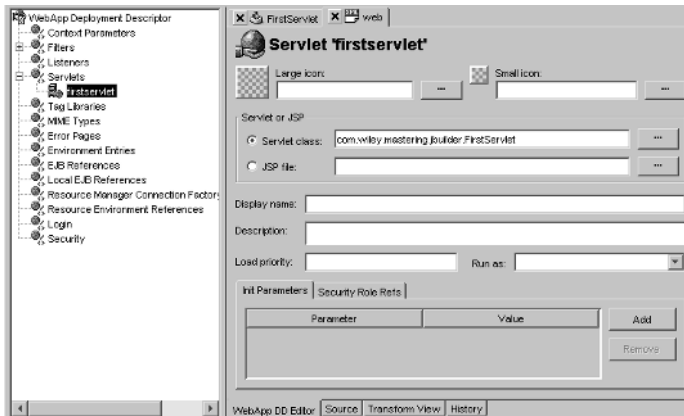 WebApp Deployment Descriptor
Context Parameters
Filters
Listeners
Servlets
firstservlet
Tag Libraries
MIME Types
Error Pages
Environment Entries
EJB References
Local EJB References
Resource Manager Connection Factory
Resource Environment References
Login
Security
FirstServlet
web
Servlet 'firstservlet'
Large icon:
...
Small icon:
...
Servlet or JSP
Servlet class:
com.wiley.mastering.jbuilder.FirstServlet
...
JSP file:
...
Display name:
Description:
Load priority:
Run as:
Init Parameters
Security Role Refs
Parameter
Value
Add
Remove
WebApp DD Editor
Source
Transform View
History